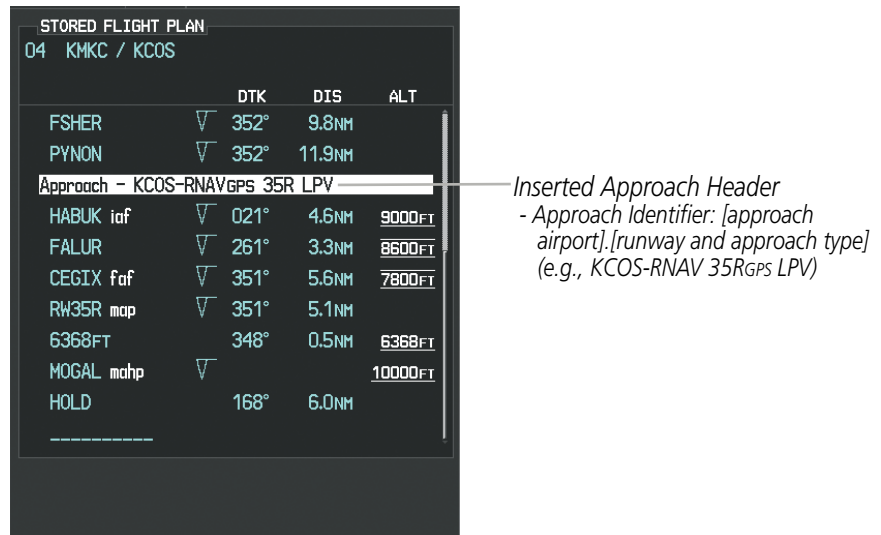 STORED FLIGHT PLAN
04 KMKC / KCOS
DTK DIS ALT
FSHER 352° 9.8NM
PYNON 352° 11.9NM
Approach - KCOS-RNAVGPS 35R LPV
HABUK iaf 021° 4.6NM 9000FT
FALUR 261° 3.3NM 8600FT
CEGIX faf 351° 5.6NM 7800FT
RW35R map 351° 5.1NM
6368FT 348° 0.5NM 6368FT
MOGAL mahp 10000FT
HOLD 168° 6.0NM
__________
Inserted Approach Header
- Approach Identifier: [approach
airport].[runway and approach type]
(e.g., KCOS-RNAV 35RGPS LPV)